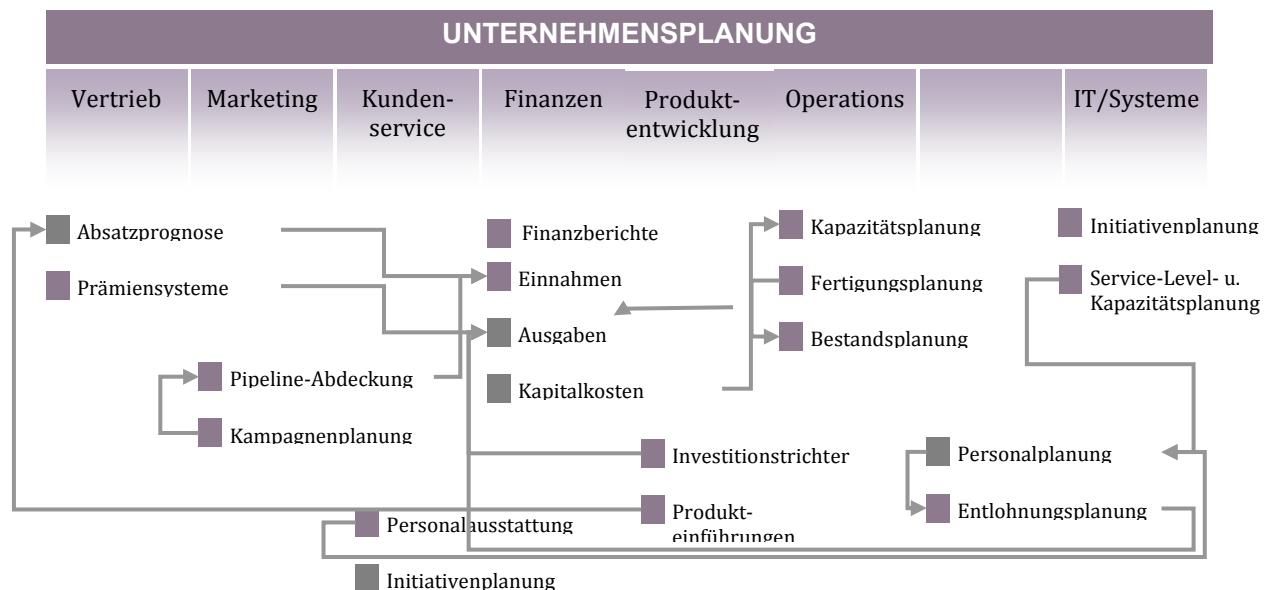 UNTERNEHMENSPLANUNG
Vertrieb
Marketing
Kunden-
service
Finanzen
Produkt-
entwicklung
Operations
IT/Systeme
Absatzprognose
Prämiensysteme
Pipeline-Abdeckung
Kampagnenplanung
Personalausstattung
Initiativenplanung
Finanzberichte
Einnahmen
Ausgaben
Kapitalkosten
Investitionstrichter
Produkt-
einführungen
Kapazitätsplanung
Fertigungsplanung
Bestandsplanung
Personalplanung
Entlohnungsplanung
Initiativenplanung
Service-Level- u.
Kapazitätsplanung